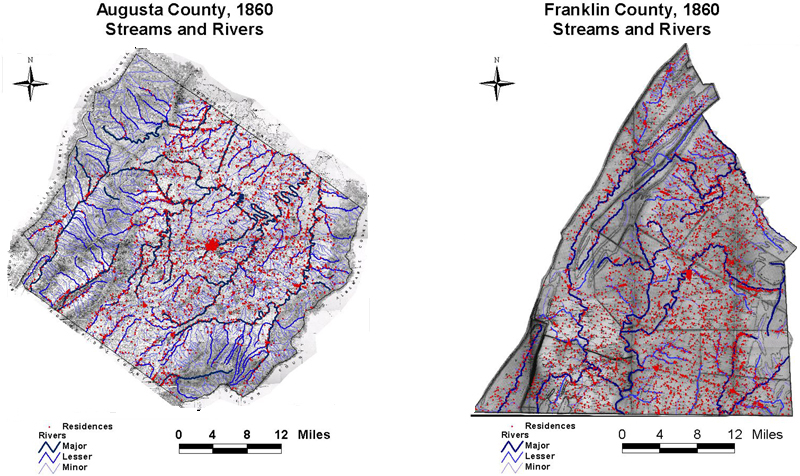 Augusta County, 1860
Streams and Rivers
N
Residences
Rivers
Major
Lesser
Minor
0 4 8 12 Miles
Franklin County, 1860
Streams and Rivers
N
Residences
Rivers
Major
Lesser
Minor
0 4 8 12 Miles